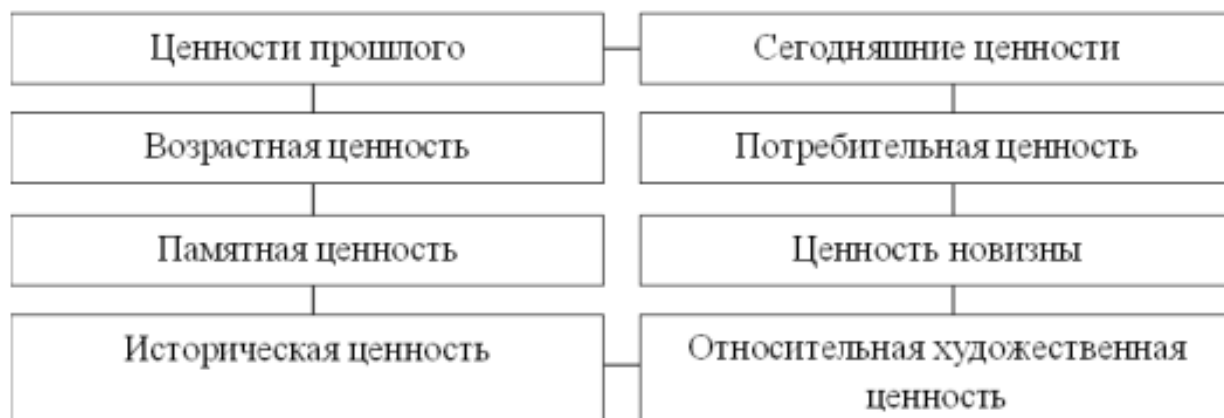 Ценности прошлого
Сегодняшние ценности
Возрастная ценность
Потребительная ценность
Памятная ценность
Ценность новизны
Историческая ценность
Относительная художественная
ценность